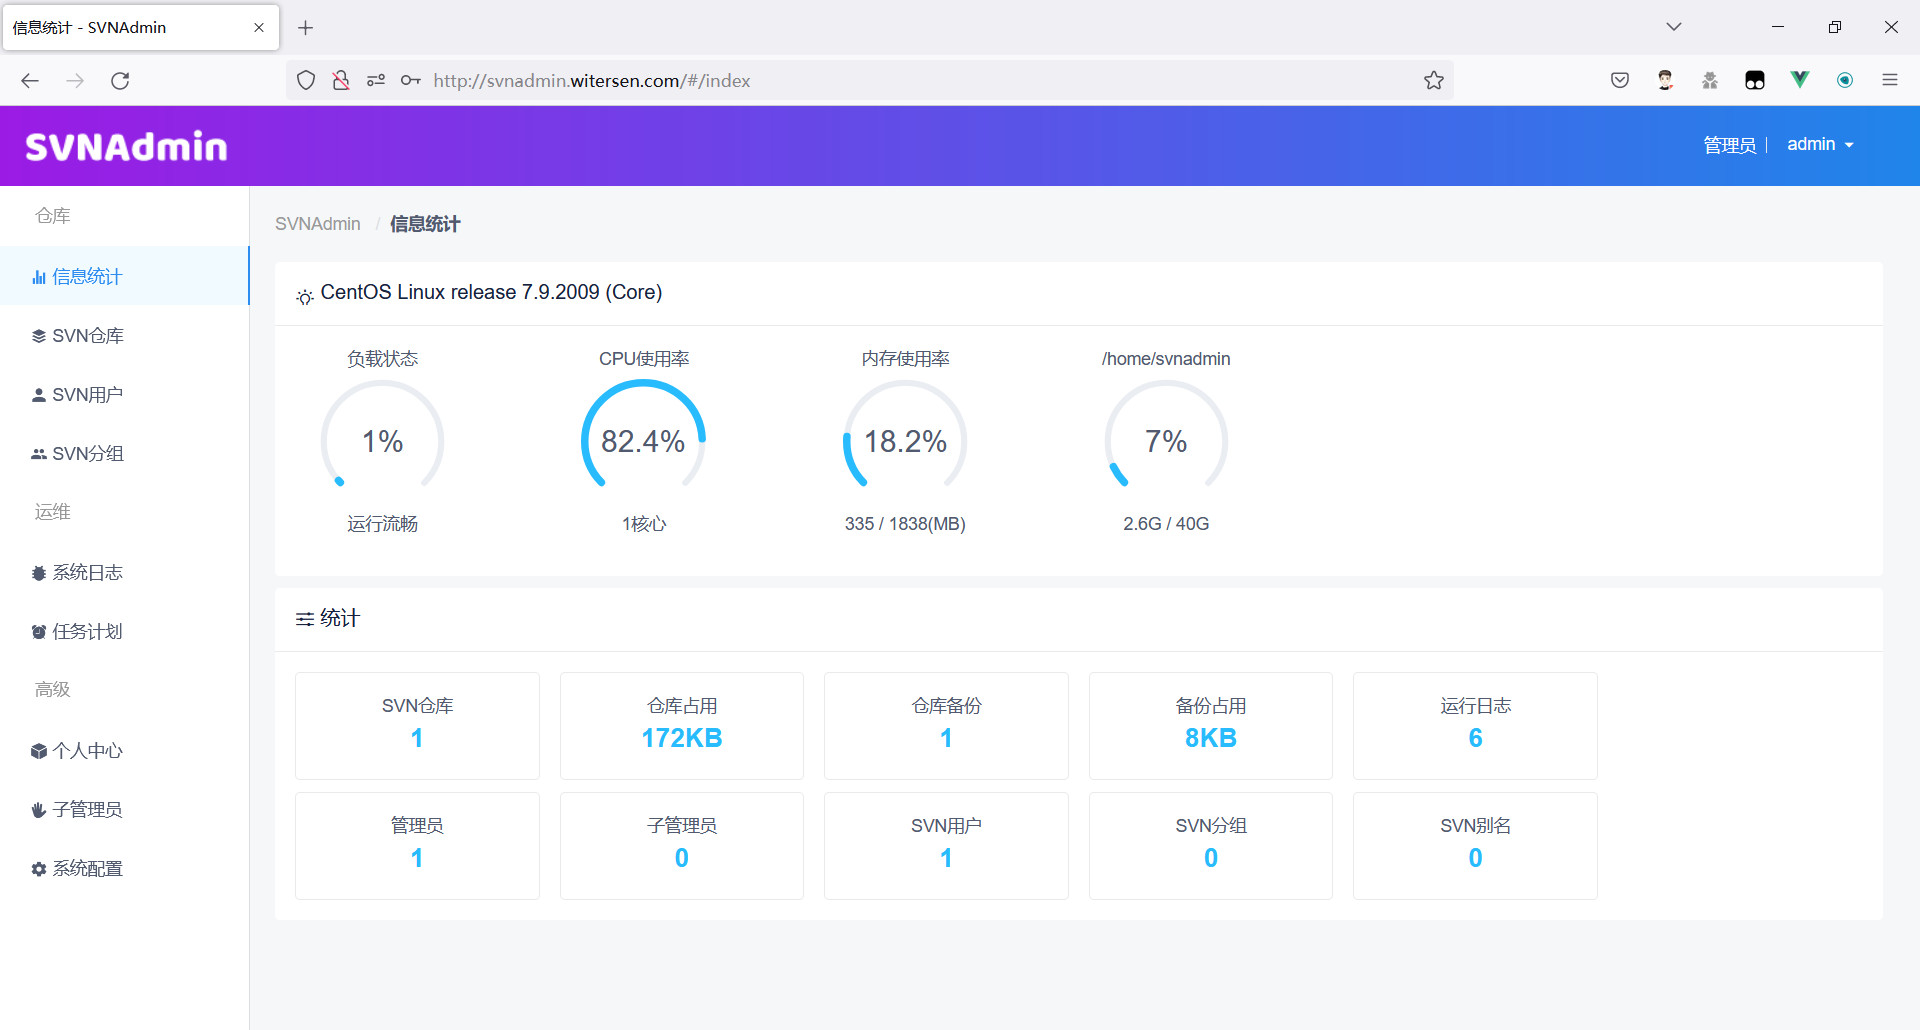 信息统计 - SVNAdmin
http://svnadmin.witersen.com/#/index
SVNAdmin
管理员
admin
仓库
信息统计
SVN仓库
SVN用户
SVN分组
运维
系统日志
任务计划
高级
个人中心
子管理员
系统配置
SVNAdmin / 信息统计
CentOS Linux release 7.9.2009 (Core)
负载状态
1%
运行流畅
CPU使用率
82.4%
1核心
内存使用率
18.2%
335 / 1838(MB)
/home/svnadmin
7%
2.6G / 40G
统计
SVN仓库
1
仓库占用
172KB
仓库备份
1
备份占用
8KB
运行日志
6
管理员
1
子管理员
0
SVN用户
1
SVN分组
0
SVN别名
0